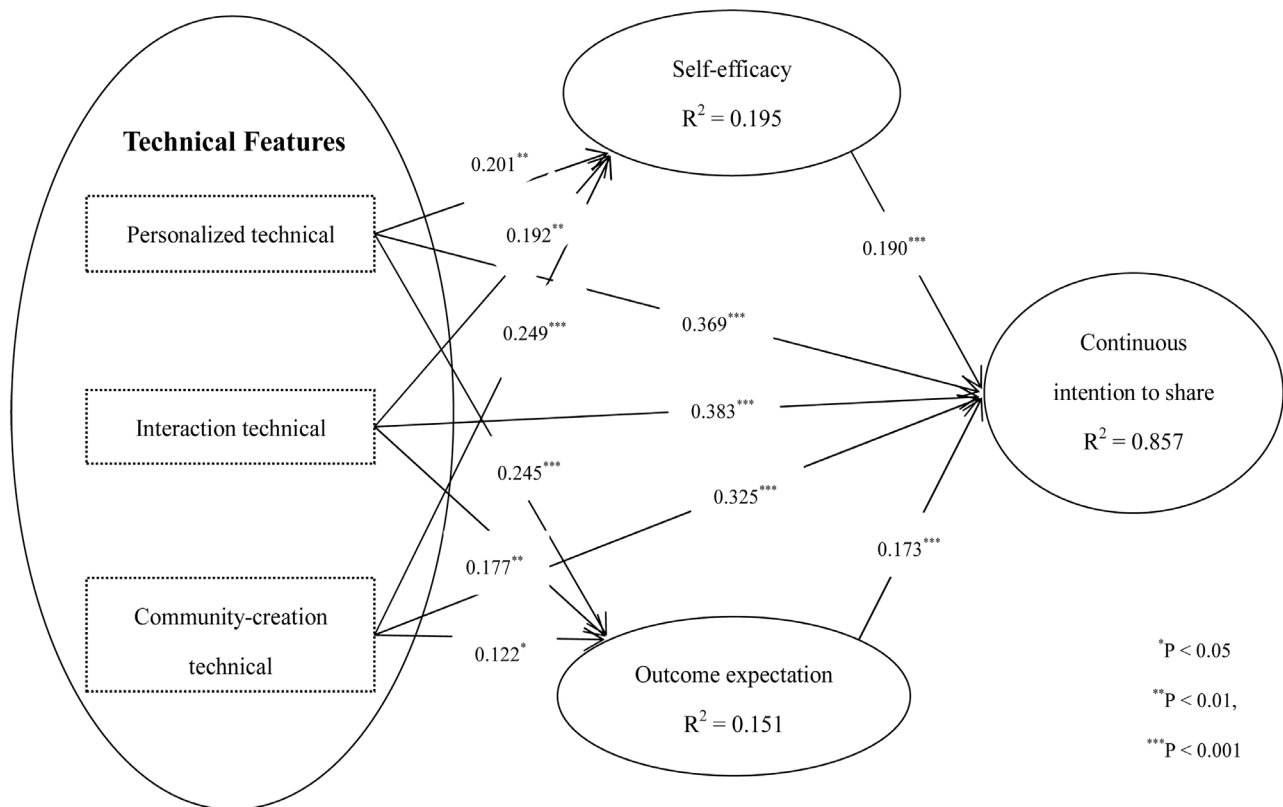 Technical Features
Personalized technical
Interaction technical
Community-creation
technical
Self-efficacy
R² = 0.195
0.201**
0.192**
0.249***
0.369***
0.383***
0.245***
0.325***
0.177**
0.122*
0.190***
0.173***
Outcome expectation
R² = 0.151
Continuous
intention to share
R² = 0.857
*P < 0.05
**P < 0.01,
***P < 0.001